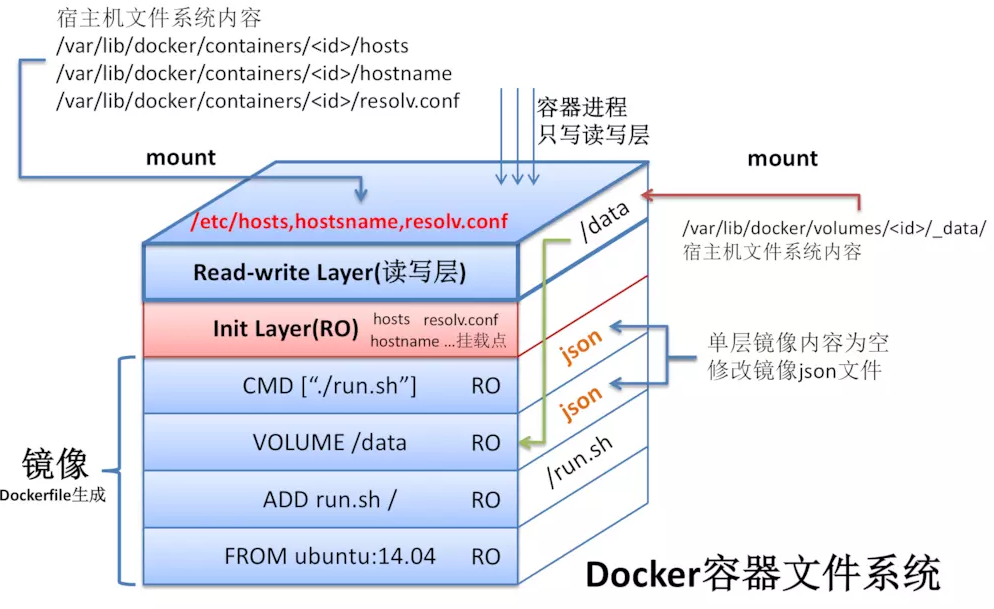 宿主机文件系统内容
/var/lib/docker/containers/<id>/hosts
/var/lib/docker/containers/<id>/hostname
/var/lib/docker/containers/<id>/resolv.conf
容器进程
只写读写层
mount
mount
/etc/hosts,hostsname,resolv.conf
/data
/var/lib/docker/volumes/<id>/_data/
宿主机文件系统内容
Read-write Layer(读写层)
Init Layer(RO)
hosts resolv.conf
hostname ...挂载点
json
json
单层镜像内容为空
修改镜像json文件
CMD [“./run.sh”] RO
VOLUME /data RO
/run.sh
镜像
Dockerfile生成
ADD run.sh / RO
FROM ubuntu:14.04 RO
Docker容器文件系统